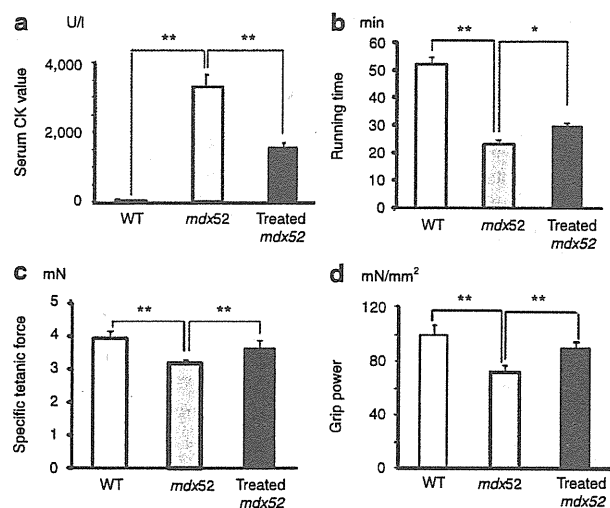 a U/l
** **
Serum CK value
4,000
2,000
0
WT mdx52 Treated
mdx52
b min
** *
Running time
60
50
40
30
20
10
0
WT mdx52 Treated
mdx52
c mN
** **
Specific tetanic force
5
4
3
2
1
0
WT mdx52 Treated
mdx52
d mN/mm²
** **
Grip power
120
80
40
0
WT mdx52 Treated
mdx52